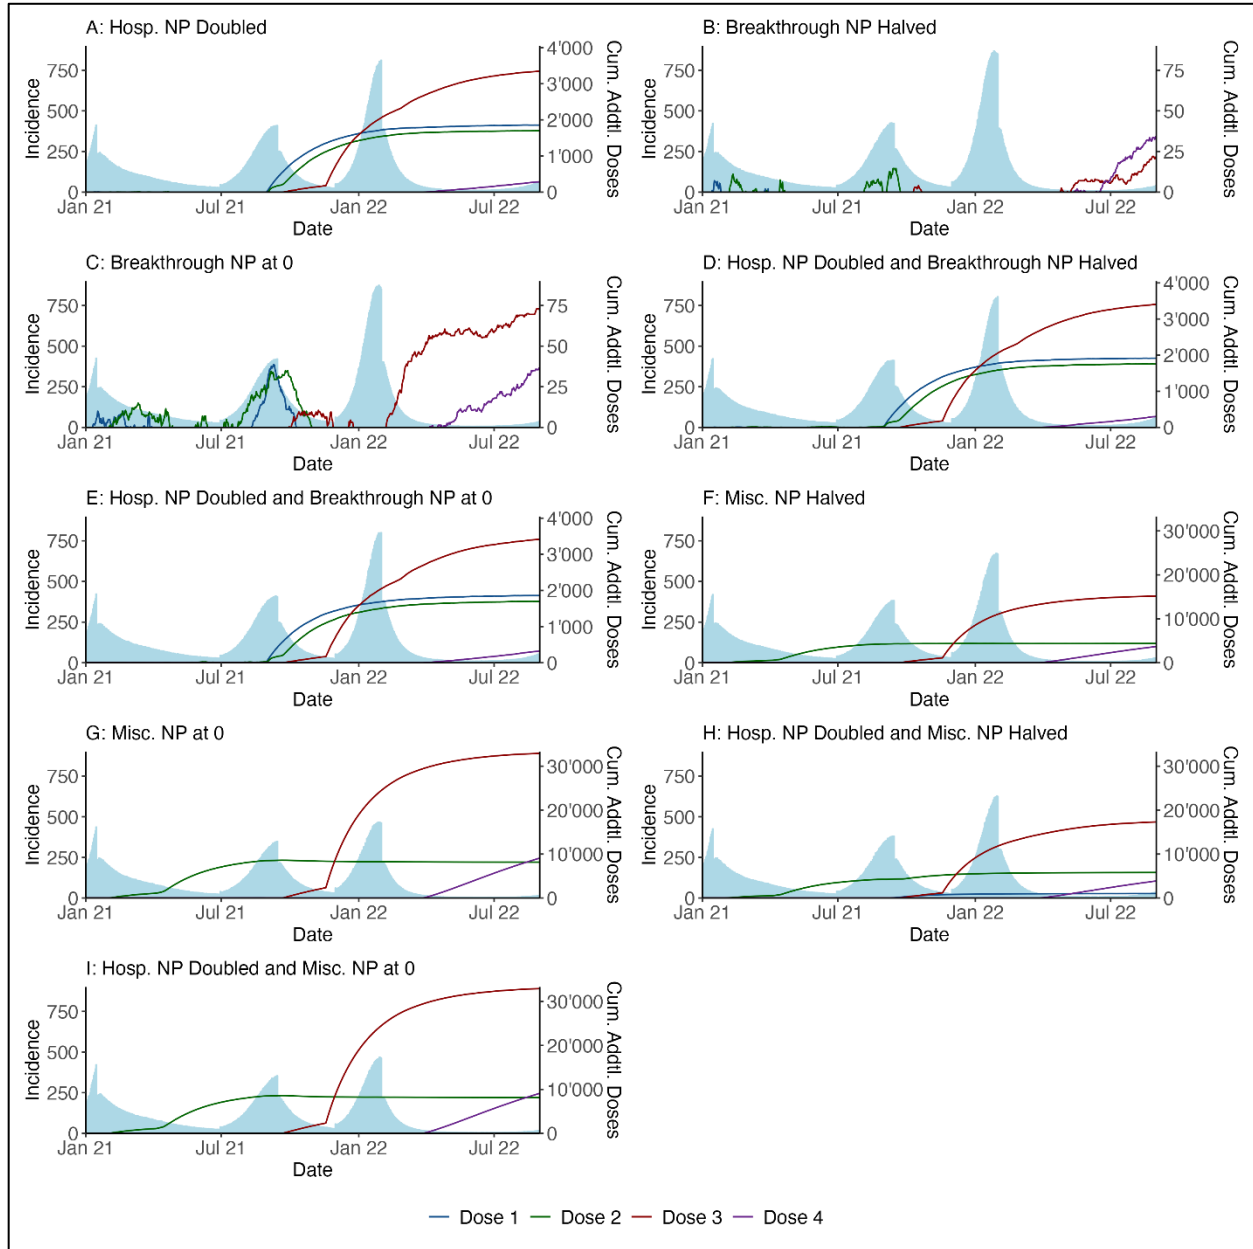 A: Hosp. NP Doubled
750
500
250
0
Incidence
4'000
3'000
2'000
1'000
0
Cum. Addtl. Doses
Jan 21 Jul 21 Jan 22 Jul 22
Date
B: Breakthrough NP Halved
750
500
250
0
Incidence
75
50
25
0
Cum. Addtl. Doses
Jan 21 Jul 21 Jan 22 Jul 22
Date
C: Breakthrough NP at 0
750
500
250
0
Incidence
75
50
25
0
Cum. Addtl. Doses
Jan 21 Jul 21 Jan 22 Jul 22
Date
D: Hosp. NP Doubled and Breakthrough NP Halved
750
500
250
0
Incidence
4'000
3'000
2'000
1'000
0
Cum. Addtl. Doses
Jan 21 Jul 21 Jan 22 Jul 22
Date
E: Hosp. NP Doubled and Breakthrough NP at 0
750
500
250
0
Incidence
4'000
3'000
2'000
1'000
0
Cum. Addtl. Doses
Jan 21 Jul 21 Jan 22 Jul 22
Date
F: Misc. NP Halved
750
500
250
0
Incidence
30'000
20'000
10'000
0
Cum. Addtl. Doses
Jan 21 Jul 21 Jan 22 Jul 22
Date
G: Misc. NP at 0
750
500
250
0
Incidence
30'000
20'000
10'000
0
Cum. Addtl. Doses
Jan 21 Jul 21 Jan 22 Jul 22
Date
H: Hosp. NP Doubled and Misc. NP Halved
750
500
250
0
Incidence
30'000
20'000
10'000
0
Cum. Addtl. Doses
Jan 21 Jul 21 Jan 22 Jul 22
Date
I: Hosp. NP Doubled and Misc. NP at 0
750
500
250
0
Incidence
30'000
20'000
10'000
0
Cum. Addtl. Doses
Jan 21 Jul 21 Jan 22 Jul 22
Date
Dose 1 Dose 2 Dose 3 Dose 4